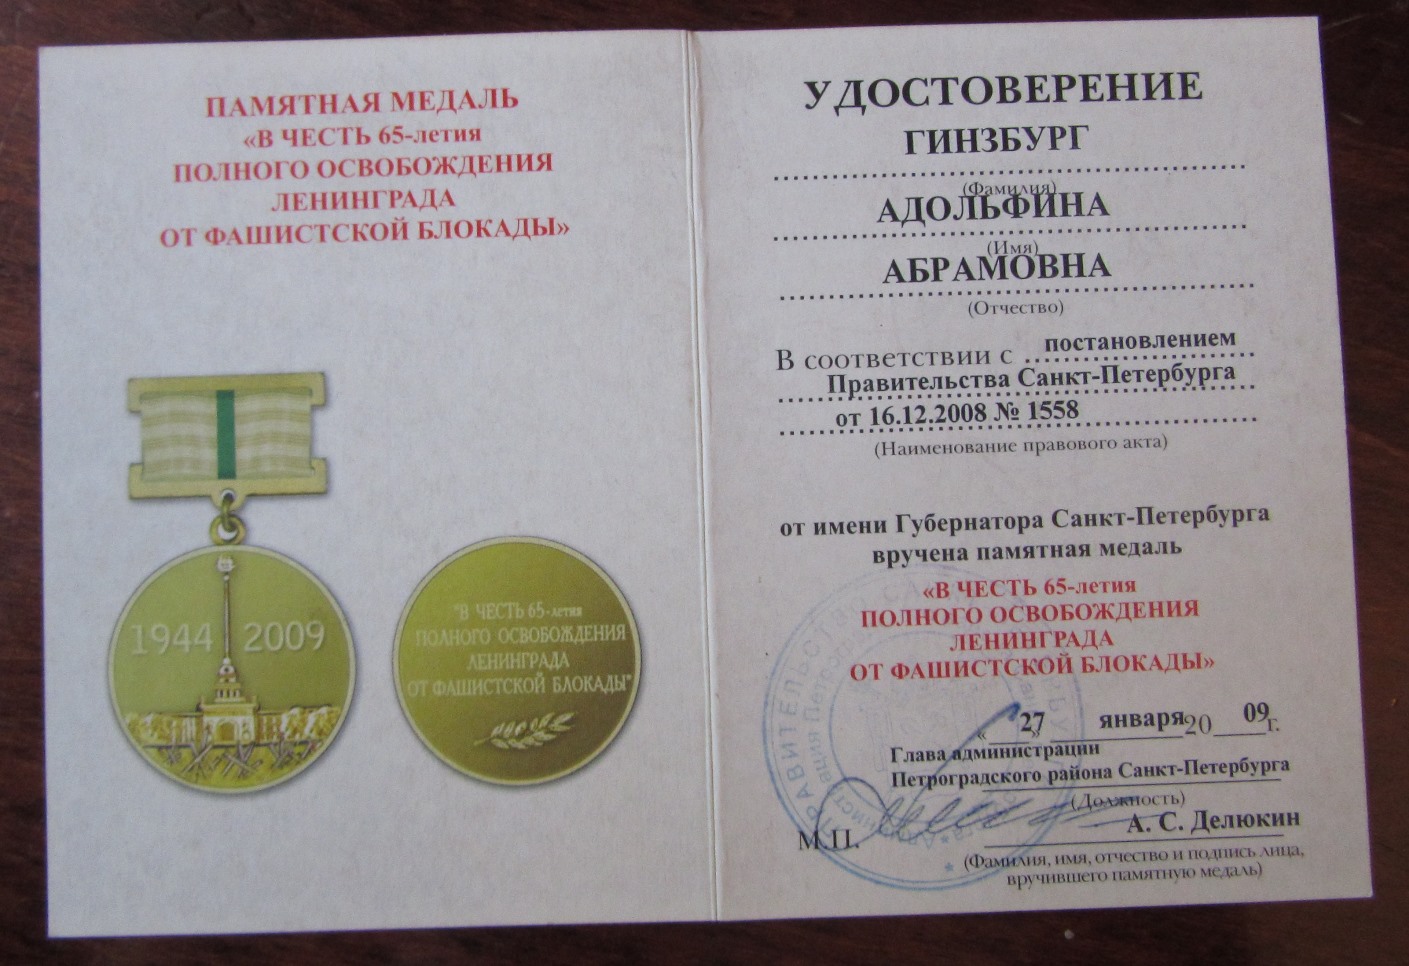 ПАМЯТНАЯ МЕДАЛЬ
«В ЧЕСТЬ 65-летия
ПОЛНОГО ОСВОБОЖДЕНИЯ
ЛЕНИНГРАДА
ОТ ФАШИСТСКОЙ БЛОКАДЫ»
1944 2009
"В ЧЕСТЬ 65-летия
ПОЛНОГО ОСВОБОЖДЕНИЯ
ЛЕНИНГРАДА
ОТ ФАШИСТСКОЙ БЛОКАДЫ"
УДОСТОВЕРЕНИЕ
ГИНЗБУРГ
(Фамилия)
АДОЛЬФИНА
(Имя)
АБРАМОВНА
(Отчество)
В соответствии с постановлением
Правительства Санкт-Петербурга
от 16.12.2008 № 1558
(Наименование правового акта)
от имени Губернатора Санкт-Петербурга
вручена памятная медаль
«В ЧЕСТЬ 65-летия
ПОЛНОГО ОСВОБОЖДЕНИЯ
ЛЕНИНГРАДА
ОТ ФАШИСТСКОЙ БЛОКАДЫ»
«27» января 2009г.
Глава администрации
Петроградского района Санкт-Петербурга
(Должность)
М.П. А. С. Делюкин
(Фамилия, имя, отчество и подпись лица,
вручившего памятную медаль)